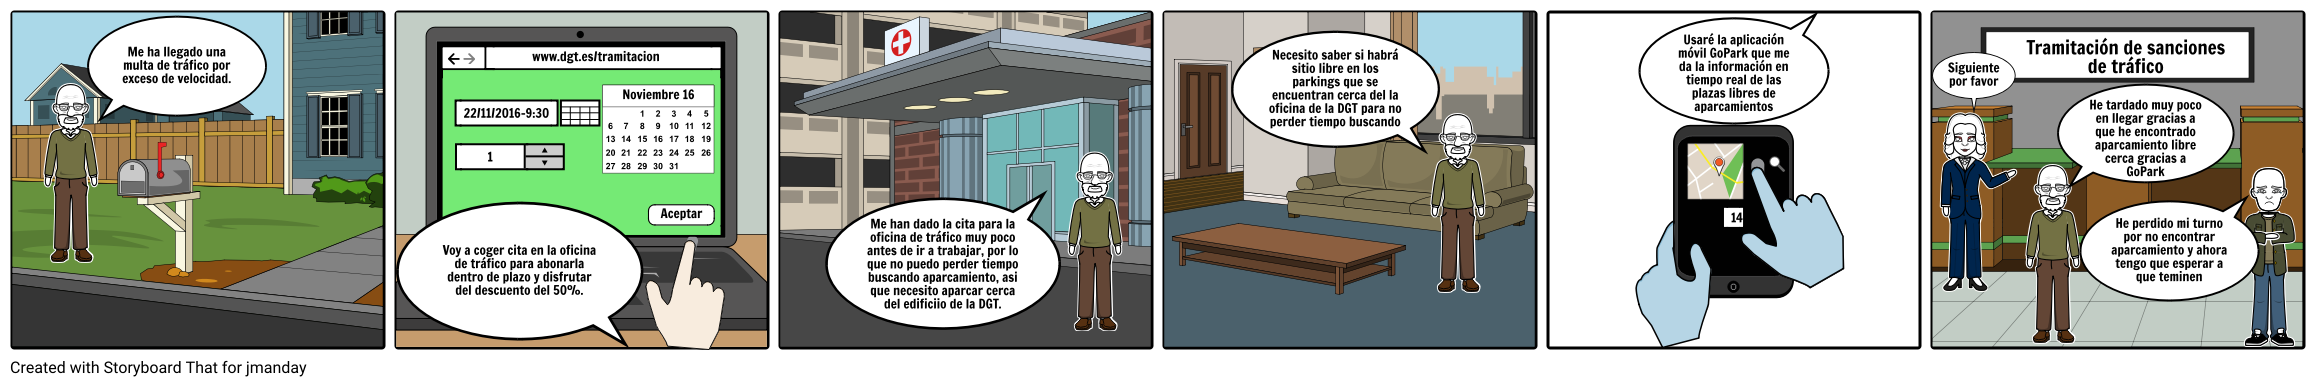 Me ha llegado una
multa de tráfico por
exceso de velocidad.
www.dgt.es/tramitacion
22/11/2016-9:30
Noviembre 16
1 2 3 4 5
6 7 8 9 10 11 12
13 14 15 16 17 18 19
20 21 22 23 24 25 26
27 28 29 30 31
1
Aceptar
Voy a coger cita en la oficina
de tráfico para abonarla
dentro de plazo y disfrutar
del descuento del 50%.
Me han dado la cita para la
oficina de tráfico muy poco
antes de ir a trabajar, por lo
que no puedo perder tiempo
buscando aparcamiento, asi
que necesito aparcar cerca
del edificiio de la DGT.
Necesito saber si habrá
sitio libre en los
parkings que se
encuentran cerca del la
oficina de la DGT para no
perder tiempo buscando
Usaré la aplicación
móvil GoPark que me
da la información en
tiempo real de las
plazas libres de
aparcamientos
14
Tramitación de sanciones
de tráfico
Siguiente
por favor
He tardado muy poco
en llegar gracias a
que he encontrado
aparcamiento libre
cerca gracias a
GoPark
He perdido mi turno
por no encontrar
aparcamiento y ahora
tengo que esperar a
que teminen
Created with Storyboard That for jmanday